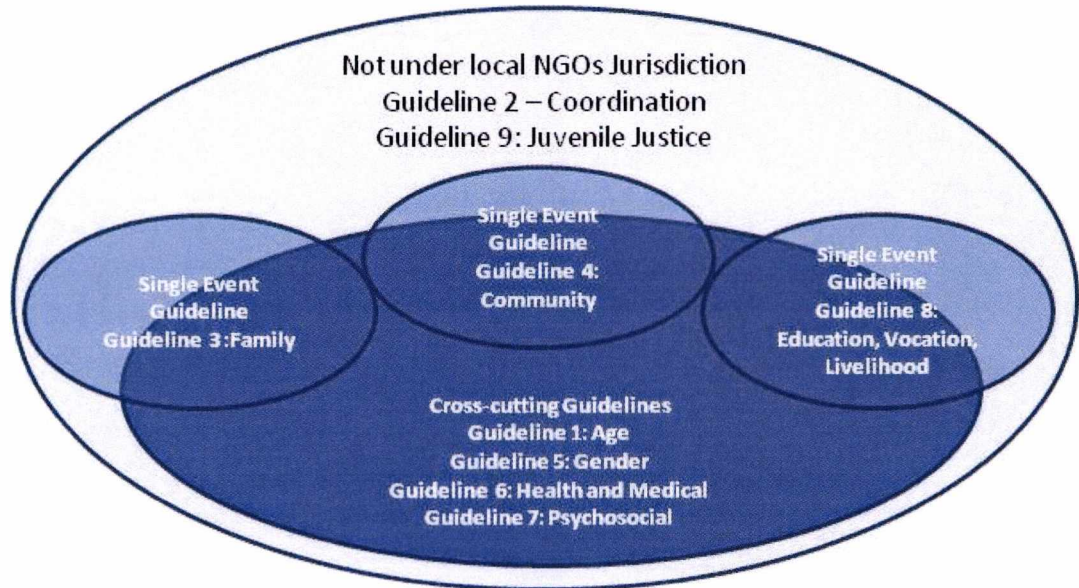 Not under local NGOs Jurisdiction
Guideline 2 – Coordination
Guideline 9: Juvenile Justice
Single Event
Guideline
Guideline 3:Family
Single Event
Guideline
Guideline 4:
Community
Single Event
Guideline
Guideline 8:
Education, Vocation,
Livelihood
Cross-cutting Guidelines
Guideline 1: Age
Guideline 5: Gender
Guideline 6: Health and Medical
Guideline 7: Psychosocial